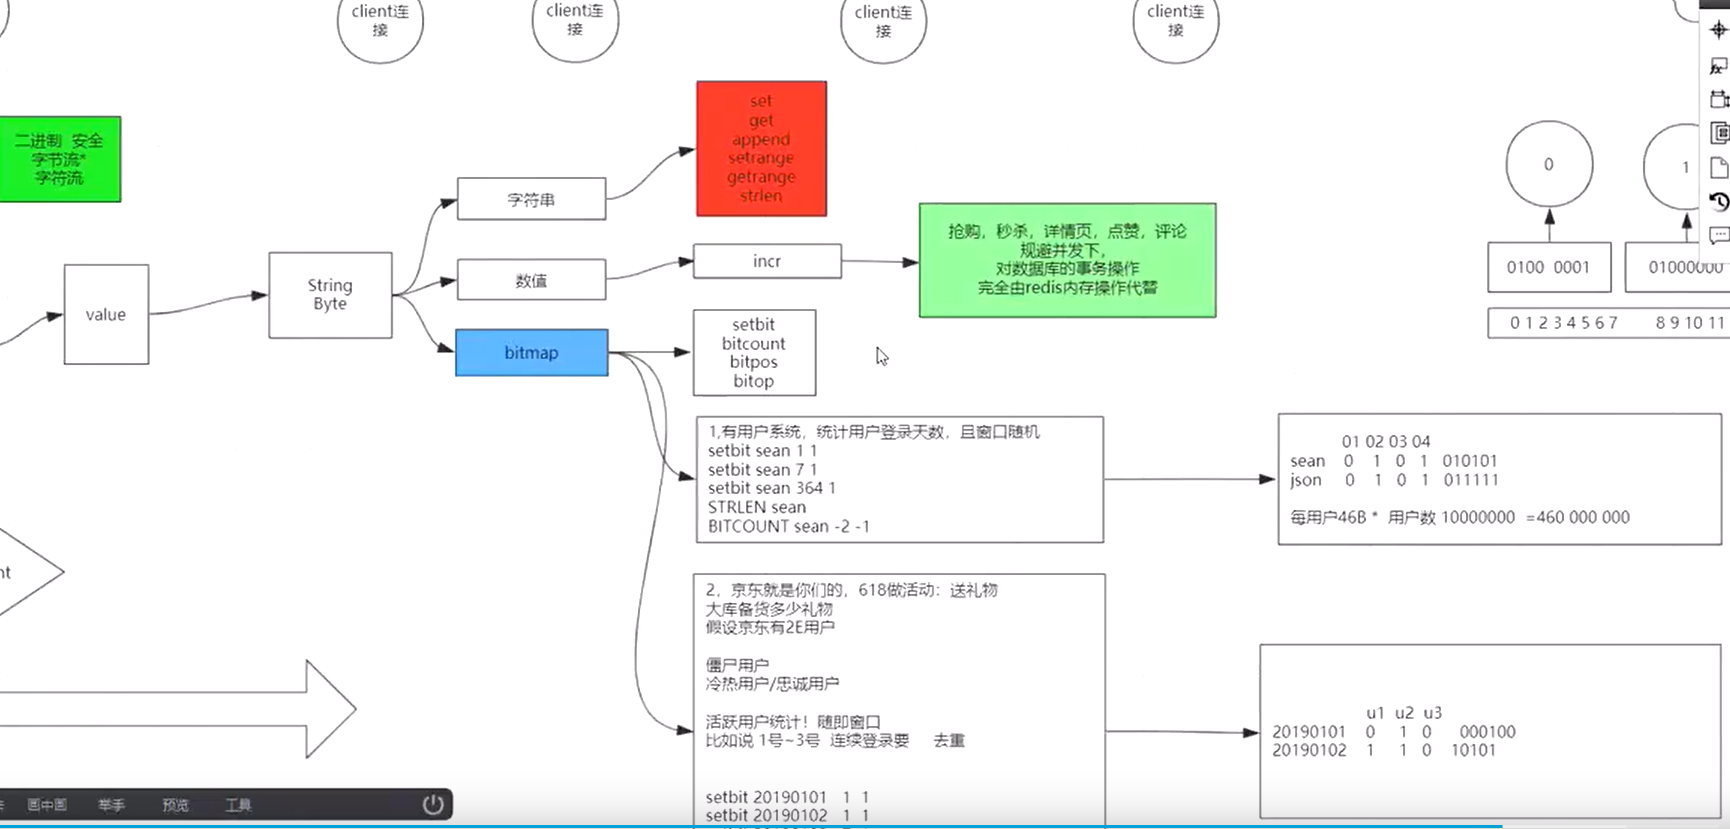 client连
接
client连
接
client连
接
client连
接
二进制 安全
字节流*
字符流
set
get
append
setrange
getrange
strlen
字符串
抢购，秒杀，详情页，点赞，评论
规避并发下，
对数据库的事务操作
完全由redis内存操作代替
0
1
0100 0001
01000000
0 1 2 3 4 5 6 7 8 9 10 11
value
String
Byte
数值
incr
bitmap
setbit
bitcount
bitpos
bitop
1,有用户系统，统计用户登录天数，且窗口随机
setbit sean 1 1
setbit sean 7 1
setbit sean 364 1
STRLEN sean
BITCOUNT sean -2 -1
01 02 03 04
sean 0 1 0 1 010101
json 0 1 0 1 011111
每用户46B * 用户数 10000000 =460 000 000
nt
2，京东就是你们的，618做活动：送礼物
大库备货多少礼物
假设京东有2E用户
僵尸用户
冷热用户/忠诚用户
活跃用户统计！随即窗口
比如说 1号~3号 连续登录要 去重
setbit 20190101 1 1
setbit 20190102 1 1
u1 u2 u3
20190101 0 1 0 000100
20190102 1 1 0 10101
画中画 举手 预览 工具